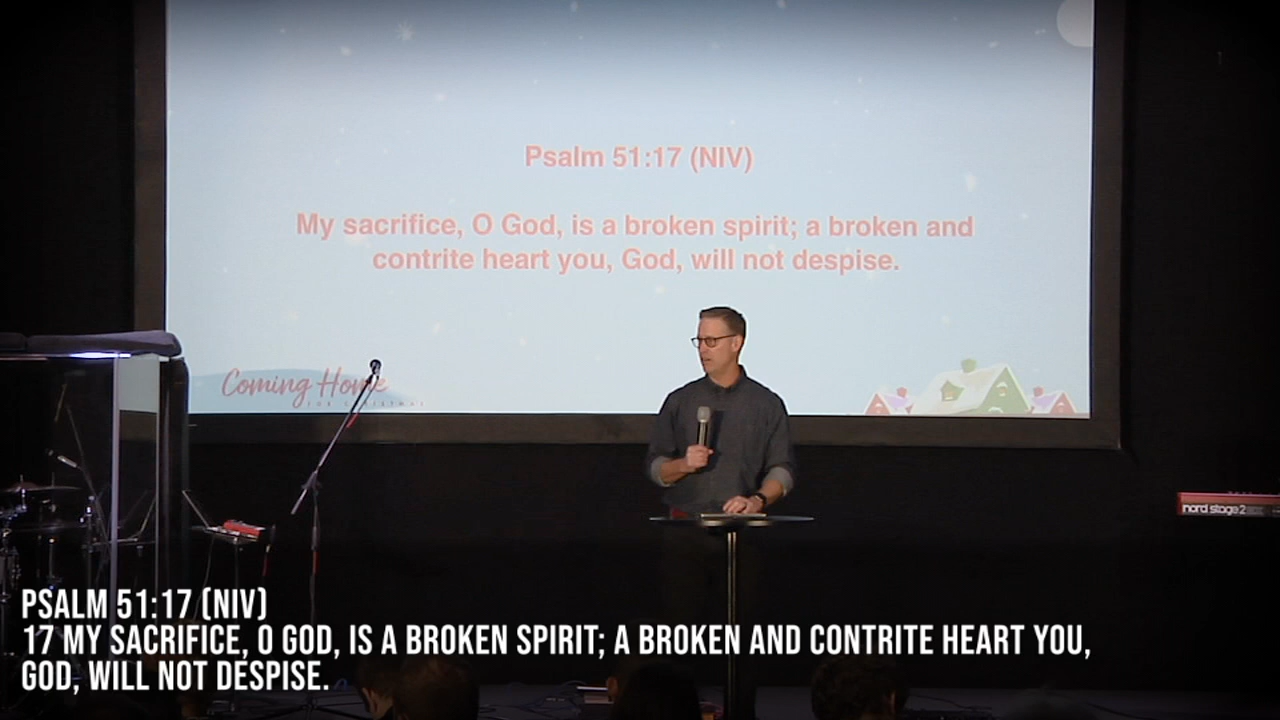 Psalm 51:17 (NIV)
My sacrifice, O God, is a broken spirit; a broken and
contrite heart you, God, will not despise.
Coming Home
FOR CHRISTMAS
nord stage 2
PSALM 51:17 (NIV)
17 MY SACRIFICE, O GOD, IS A BROKEN SPIRIT; A BROKEN AND CONTRITE HEART YOU,
GOD, WILL NOT DESPISE.